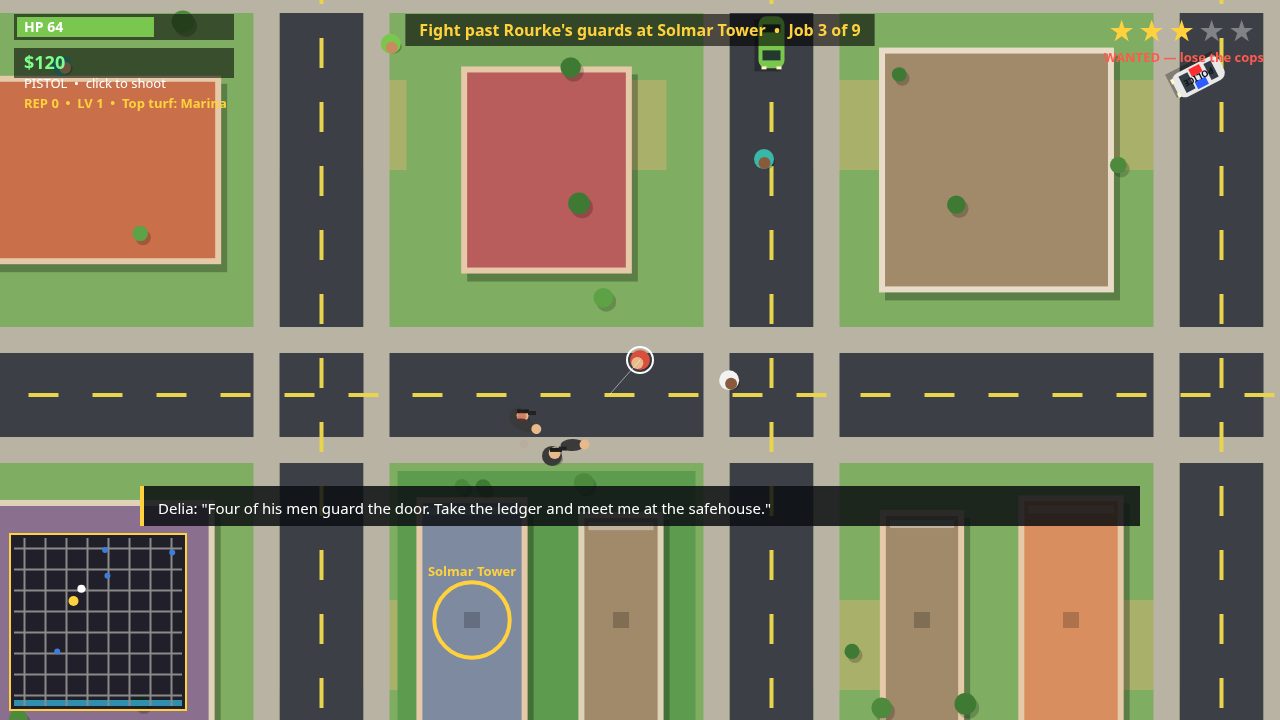 HP 64
Fight past Rourke's guards at Solmar Tower • Job 3 of 9
$120
WANTED — lose the cops
PISTOL • click to shoot
REP 0 • LV 1 • Top turf: Marina
Delia: "Four of his men guard the door. Take the ledger and meet me at the safehouse."
Solmar Tower